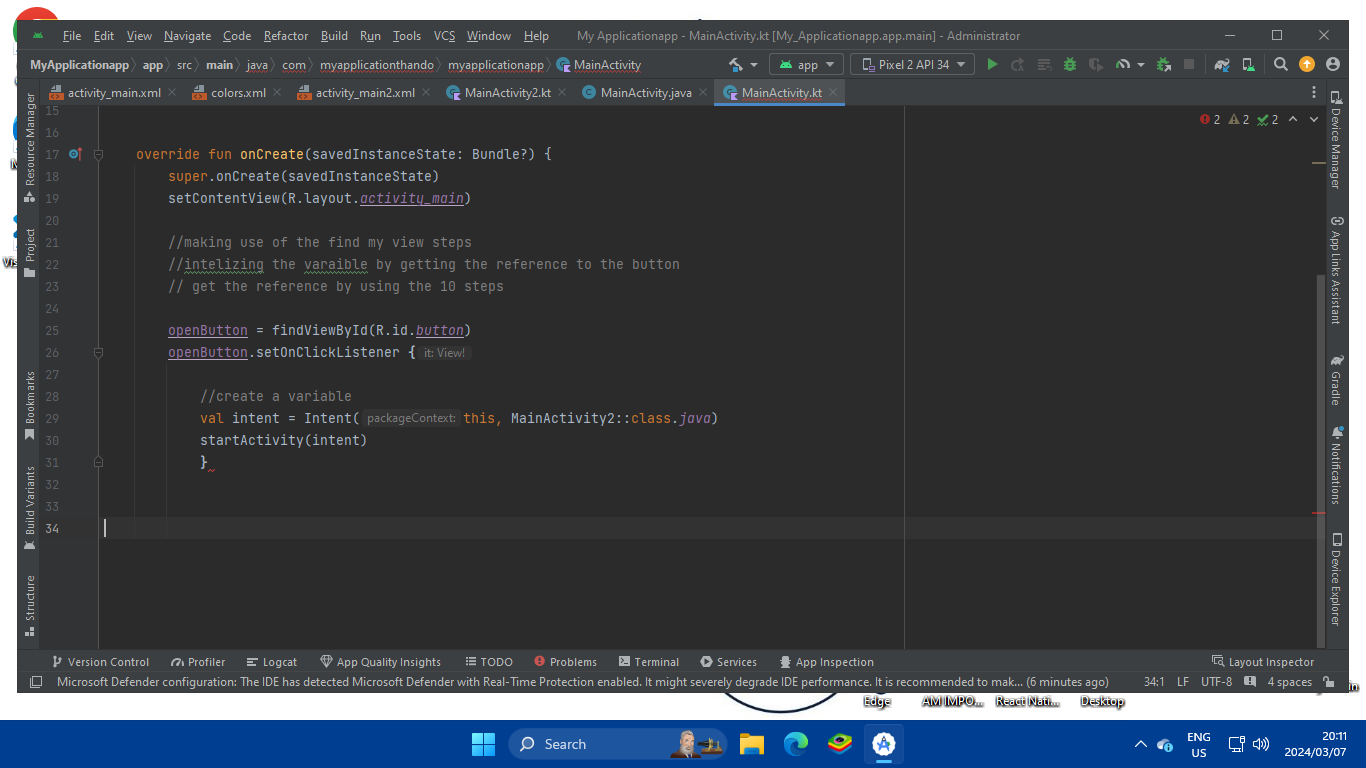 File Edit View Navigate Code Refactor Build Run Tools VCS Window Help My Applicationapp - MainActivity.kt [My_Applicationapp.app.main] - Administrator
MyApplicationapp app src main java com myapplicationthando myapplicationapp MainActivity app Pixel 2 API 34
activity_main.xml colors.xml activity_main2.xml MainActivity2.kt MainActivity.java MainActivity.kt
2 2 2
15
16
17 override fun onCreate(savedInstanceState: Bundle?) {
18 super.onCreate(savedInstanceState)
19 setContentView(R.layout.activity_main)
20
21 //making use of the find my view steps
22 //intelizing the varaible by getting the reference to the button
23 // get the reference by using the 10 steps
24
25 openButton = findViewById(R.id.button)
26 openButton.setOnClickListener { it: View!
27
28 //create a variable
29 val intent = Intent( packageContext: this, MainActivity2::class.java)
30 startActivity(intent)
31 }
32
33
34
Resource Manager
Project
Bookmarks
Build Variants
Structure
Device Manager
App Links Assistant
Gradle
Notifications
Device Explorer
Version Control Profiler Logcat App Quality Insights TODO Problems Terminal Services App Inspection Layout Inspector
Microsoft Defender configuration: The IDE has detected Microsoft Defender with Real-Time Protection enabled. It might severely degrade IDE performance. It is recommended to mak... (6 minutes ago) 34:1 LF UTF-8 4 spaces
Edge AM IMPO... React Nati... Desktop
Search
ENG
US
20:11
2024/03/07